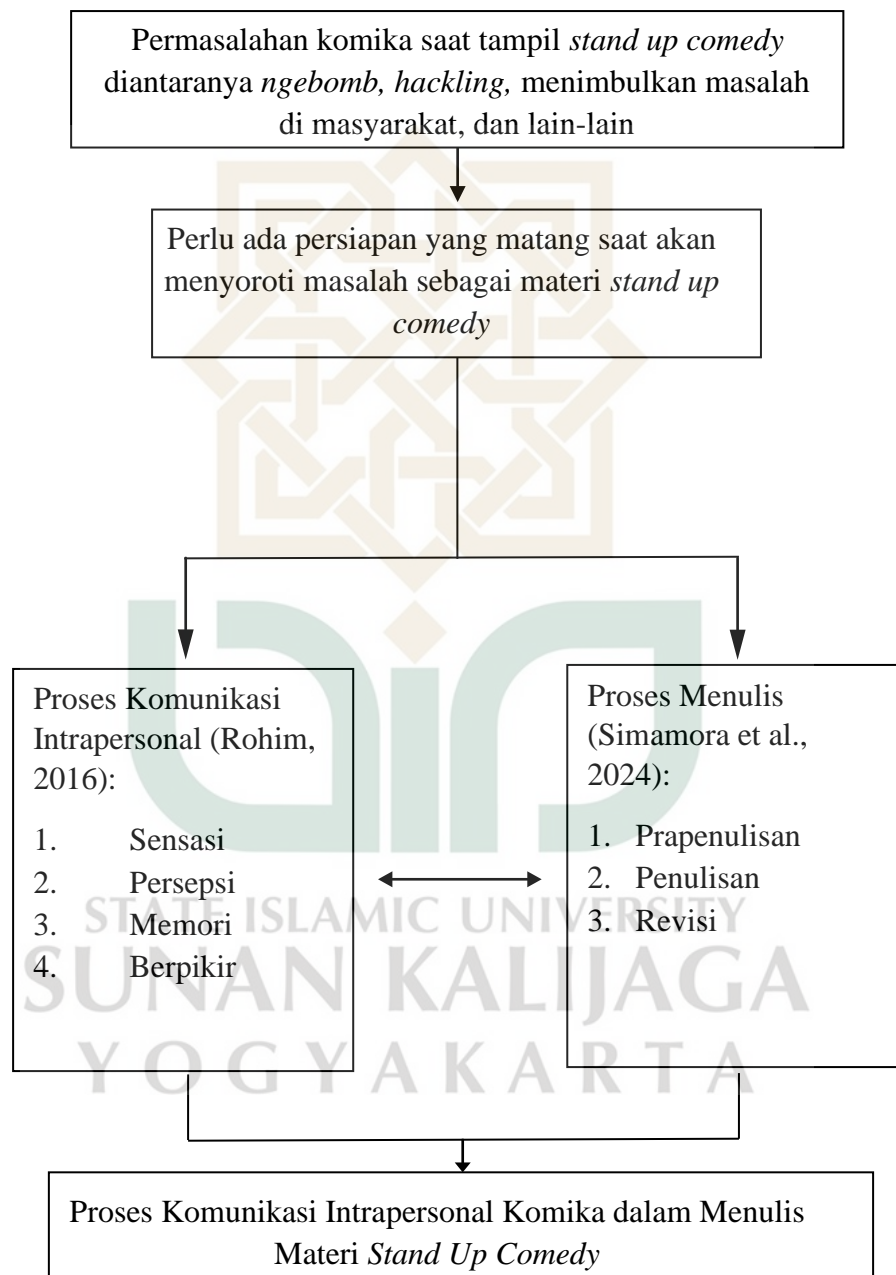 Permasalahan komika saat tampil stand up comedy
diantaranya ngebomb, hackling, menimbulkan masalah
di masyarakat, dan lain-lain
Perlu ada persiapan yang matang saat akan
menyoroti masalah sebagai materi stand up
comedy
Proses Komunikasi
Intrapersonal (Rohim,
2016):
1. Sensasi
2. Persepsi
3. Memori
4. Berpikir
Proses Menulis
(Simamora et al.,
2024):
1. Prapenulisan
2. Penulisan
3. Revisi
STATE ISLAMIC UNIVERSITY
SUNAN KALIJAGA
YOGYAKARTA
Proses Komunikasi Intrapersonal Komika dalam Menulis
Materi Stand Up Comedy